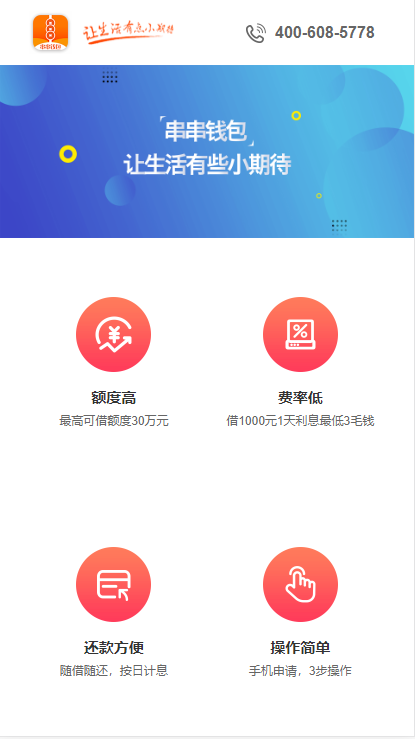 串串钱包
让生活有点小期待
400-608-5778
串串钱包
让生活有些小期待
额度高
最高可借额度30万元
费率低
借1000元1天利息最低3毛钱
还款方便
随借随还，按日计息
操作简单
手机申请，3步操作